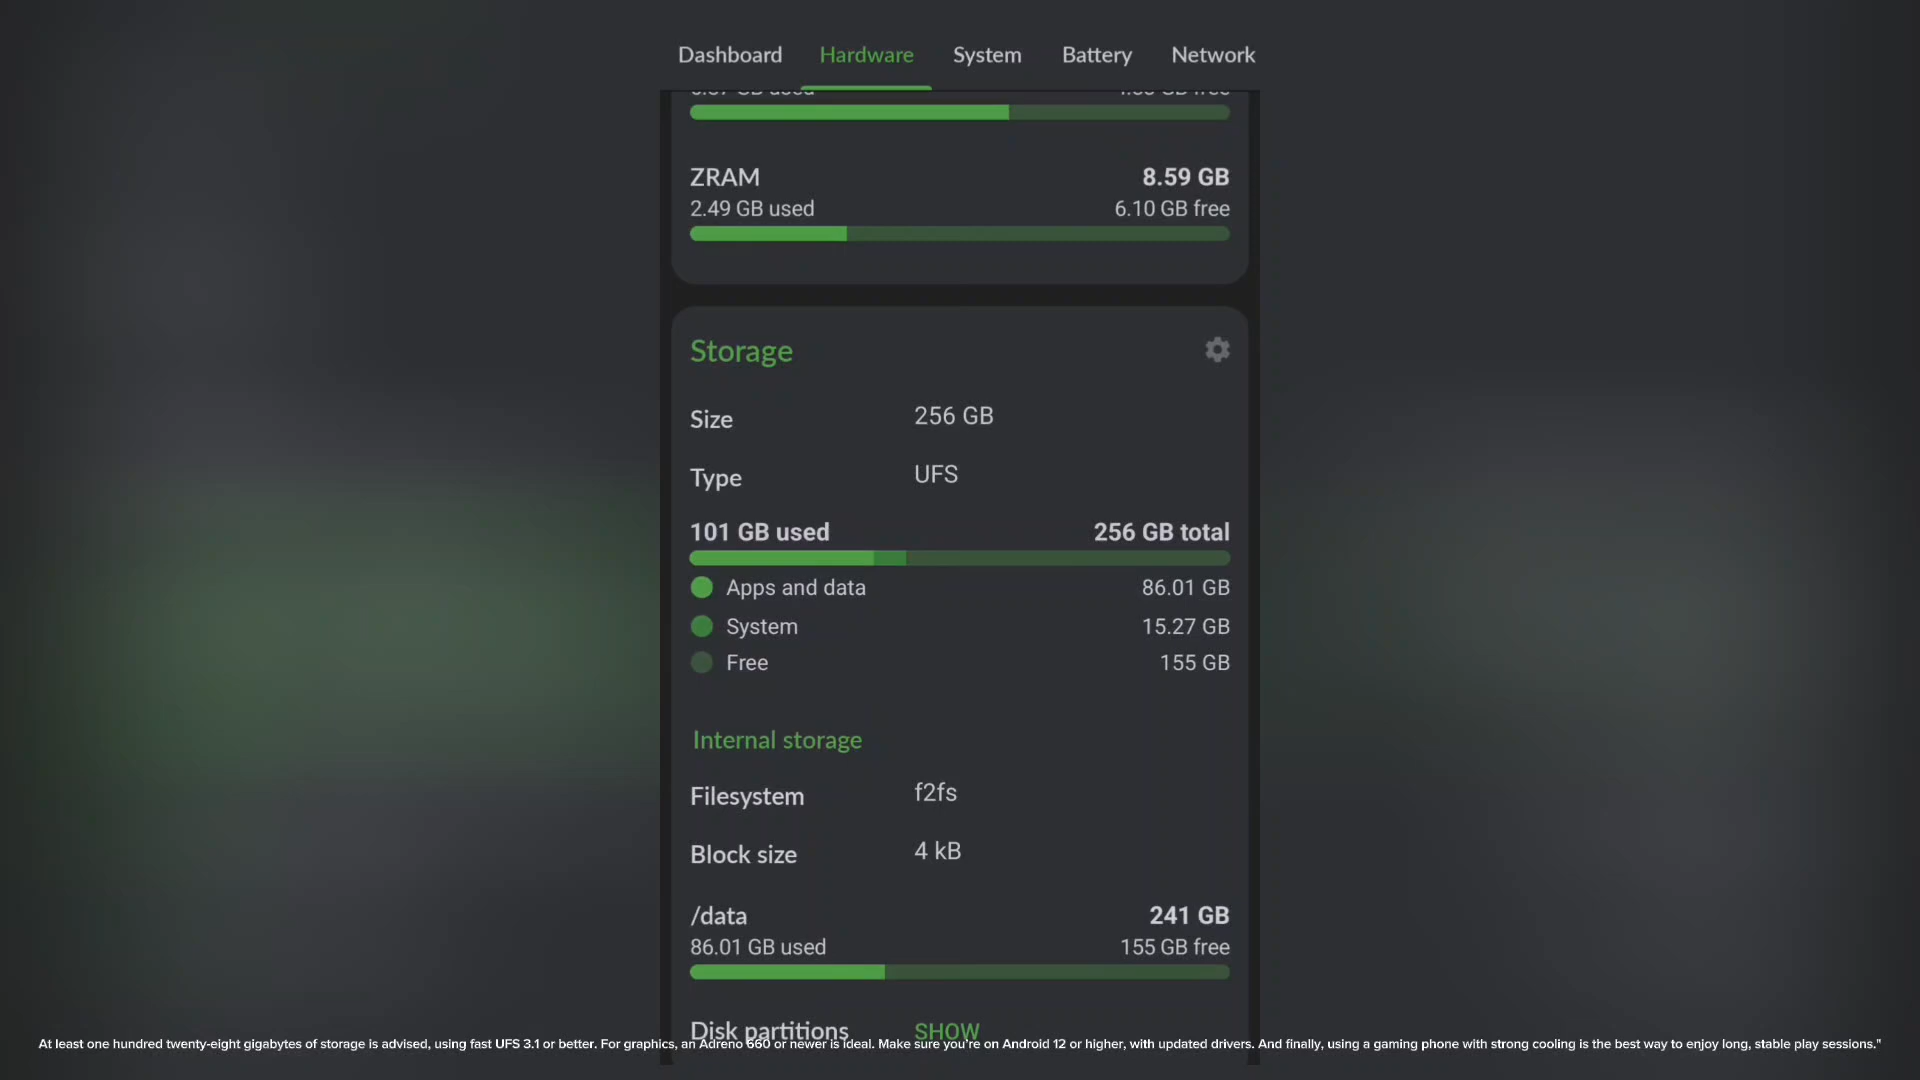 Dashboard Hardware System Battery Network
ZRAM 8.59 GB
2.49 GB used 6.10 GB free
Storage
Size 256 GB
Type UFS
101 GB used 256 GB total
Apps and data 86.01 GB
System 15.27 GB
Free 155 GB
Internal storage
Filesystem f2fs
Block size 4 kB
/data 241 GB
86.01 GB used 155 GB free
Disk partitions SHOW
At least one hundred twenty-eight gigabytes of storage is advised, using fast UFS 3.1 or better. For graphics, an Adreno 660 or newer is ideal. Make sure you're on Android 12 or higher, with updated drivers. And finally, using a gaming phone with strong cooling is the best way to enjoy long, stable play sessions."